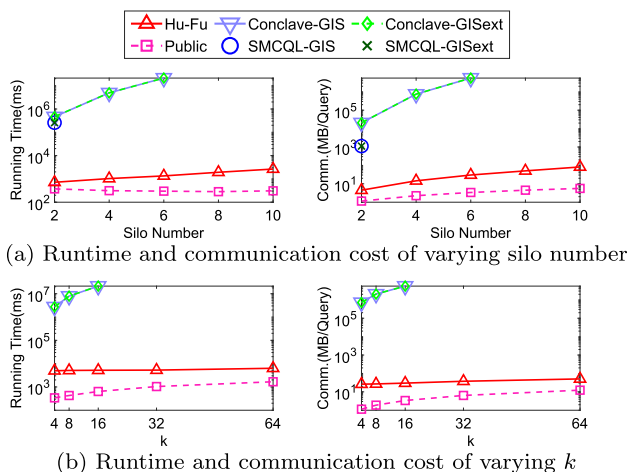 Hu-Fu Conclave-GIS Conclave-GISext
Public SMCQL-GIS SMCQL-GISext
Running Time(ms)
10^6
10^4
10^2
2 4 6 8 10
Silo Number
Comm.(MB/Query)
10^5
10^3
10^1
2 4 6 8 10
Silo Number
(a) Runtime and communication cost of varying silo number
Running Time(ms)
10^7
10^5
10^3
4 8 16 32 64
k
Comm.(MB/Query)
10^5
10^3
10^1
4 8 16 32 64
k
(b) Runtime and communication cost of varying k